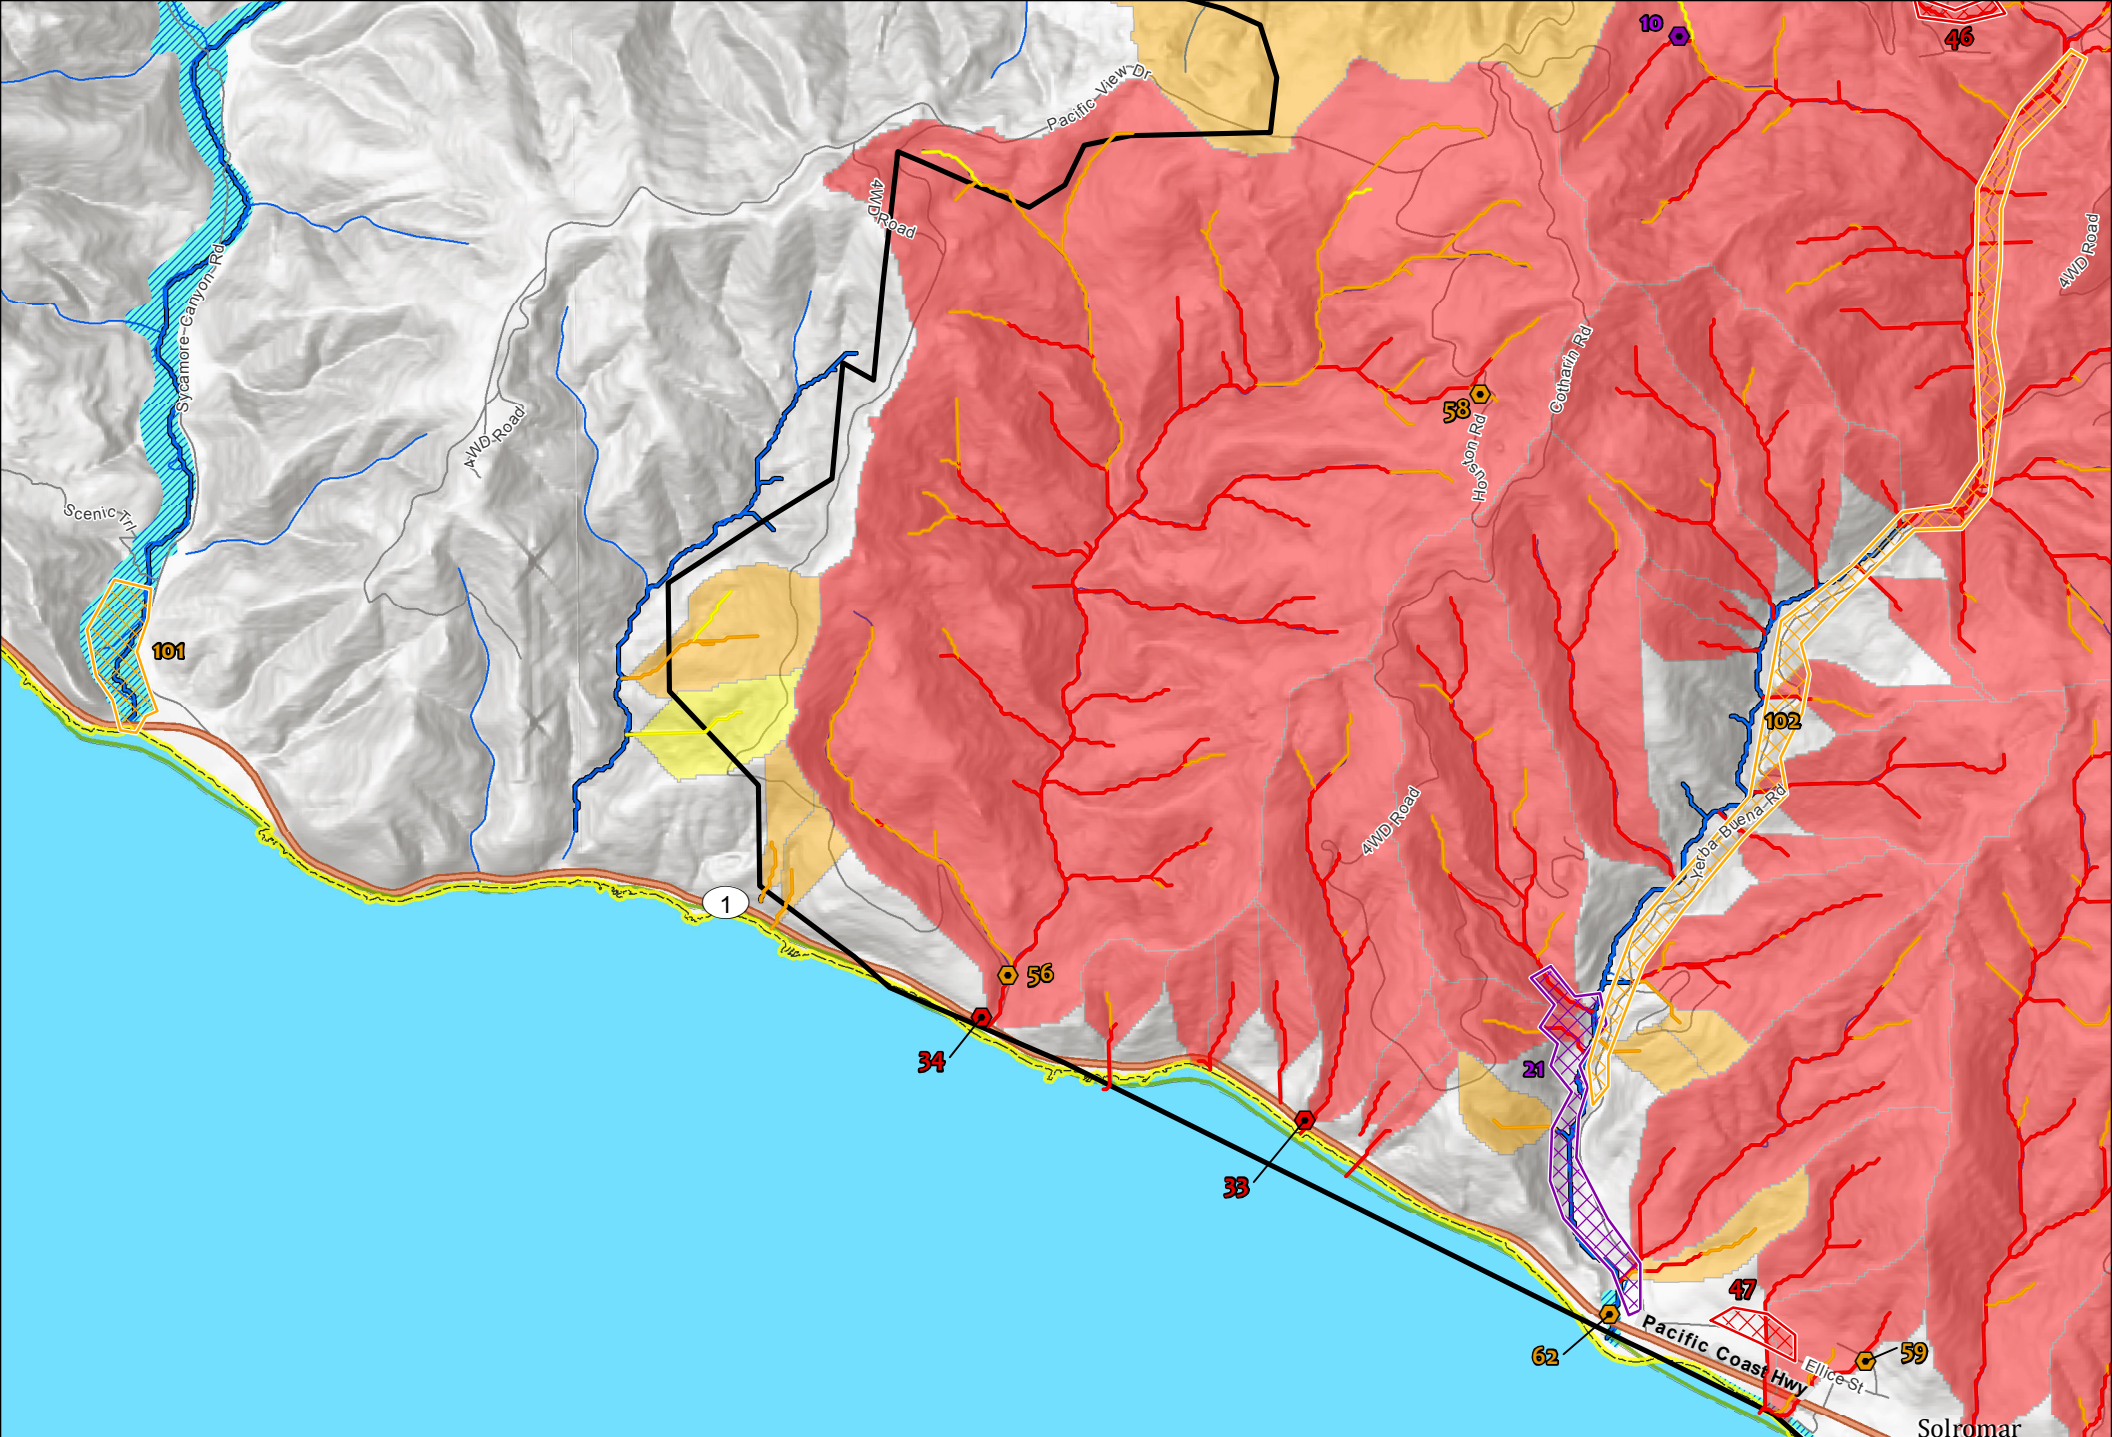 10
46
Pacific View Dr
4WD Road
4WD Road
Sycamore Canyon Rd
Cotharin Rd
58
Houston Rd
4WD Road
Scenic Trl
101
102
Yerba Buena Rd
4WD Road
1
56
34
21
33
47
62
Pacific Coast Hwy
Ellice St
59
Solromar